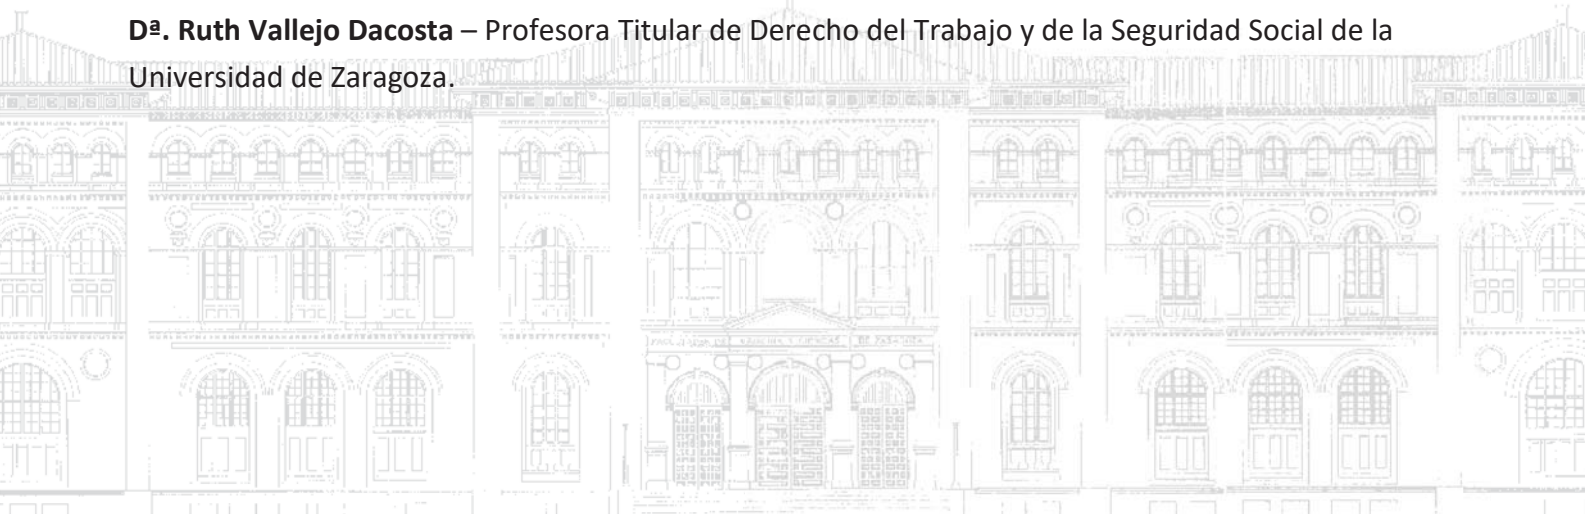 Dª. Ruth Vallejo Dacosta – Profesora Titular de Derecho del Trabajo y de la Seguridad Social de la
Universidad de Zaragoza.